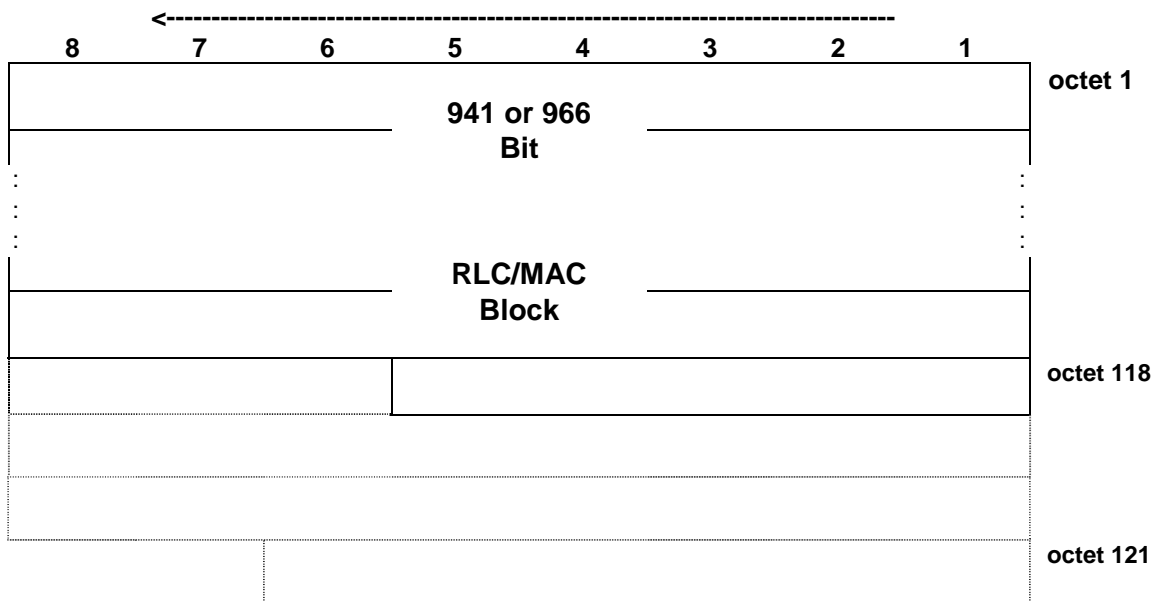 <---------------------------------------------------------------------------------
8 7 6 5 4 3 2 1
octet 1
941 or 966
Bit
: :
: :
: :
RLC/MAC
Block
octet 118
octet 121